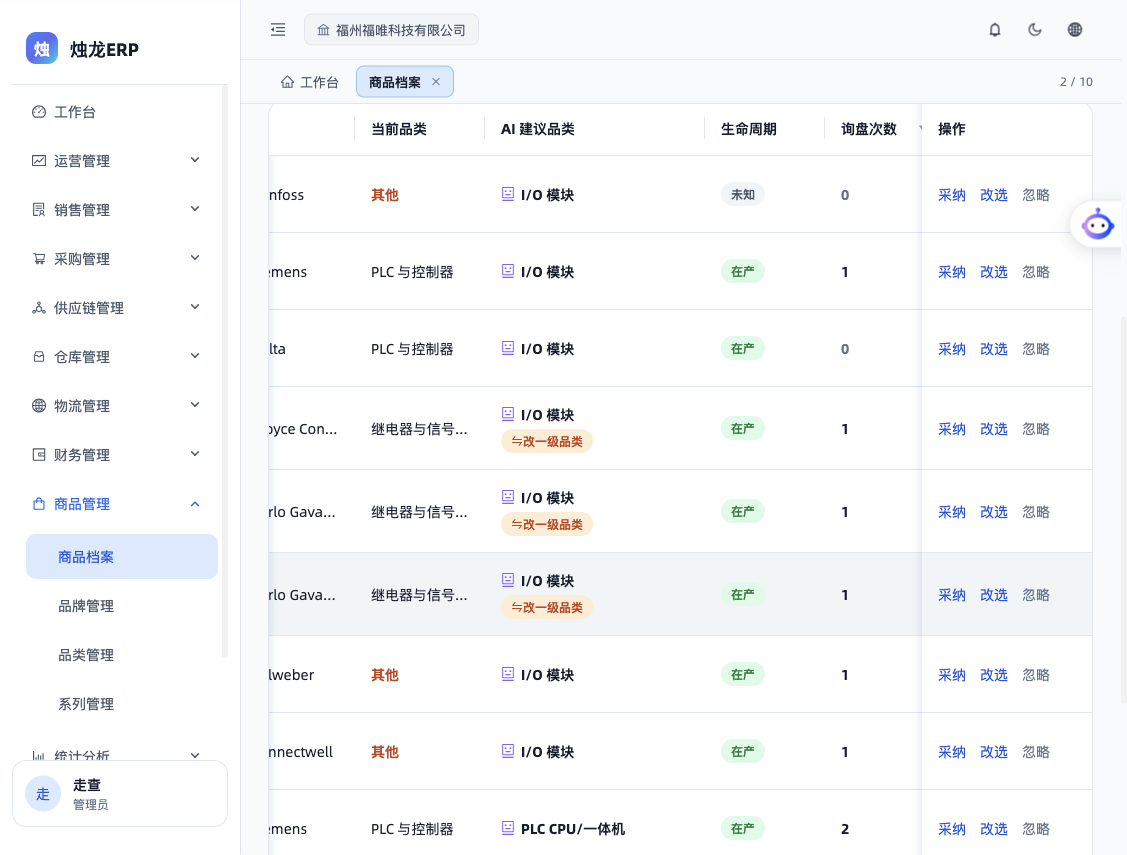 烛 烛龙ERP
福州福唯科技有限公司
工作台
商品档案
2 / 10
工作台
运营管理
销售管理
采购管理
供应链管理
仓库管理
物流管理
财务管理
商品管理
商品档案
品牌管理
品类管理
系列管理
统计分析
走 走查
管理员
当前品类 AI 建议品类 生命周期 询盘次数 操作
nfoss 其他 I/O 模块 未知 0 采纳 改选 忽略
emens PLC 与控制器 I/O 模块 在产 1 采纳 改选 忽略
lta PLC 与控制器 I/O 模块 在产 0 采纳 改选 忽略
oyce Con... 继电器与信号... I/O 模块 在产 1 采纳 改选 忽略
⇋改一级品类
rlo Gava... 继电器与信号... I/O 模块 在产 1 采纳 改选 忽略
⇋改一级品类
rlo Gava... 继电器与信号... I/O 模块 在产 1 采纳 改选 忽略
⇋改一级品类
lweber 其他 I/O 模块 在产 1 采纳 改选 忽略
nnectwell 其他 I/O 模块 在产 1 采纳 改选 忽略
emens PLC 与控制器 PLC CPU/一体机 在产 2 采纳 改选 忽略